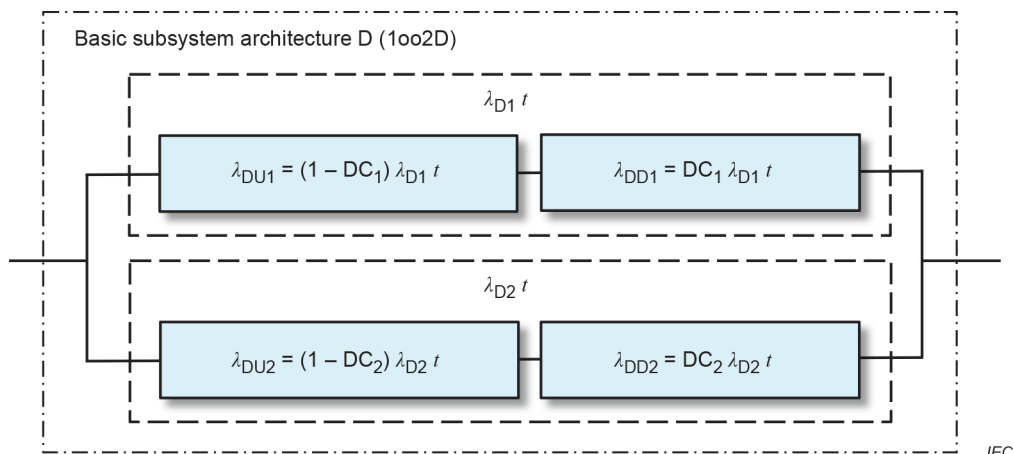 Basic subsystem architecture D (1oo2D)
λD1 t
λDU1 = (1 – DC1) λD1 t
λDD1 = DC1 λD1 t
λD2 t
λDU2 = (1 – DC2) λD2 t
λDD2 = DC2 λD2 t
IEC